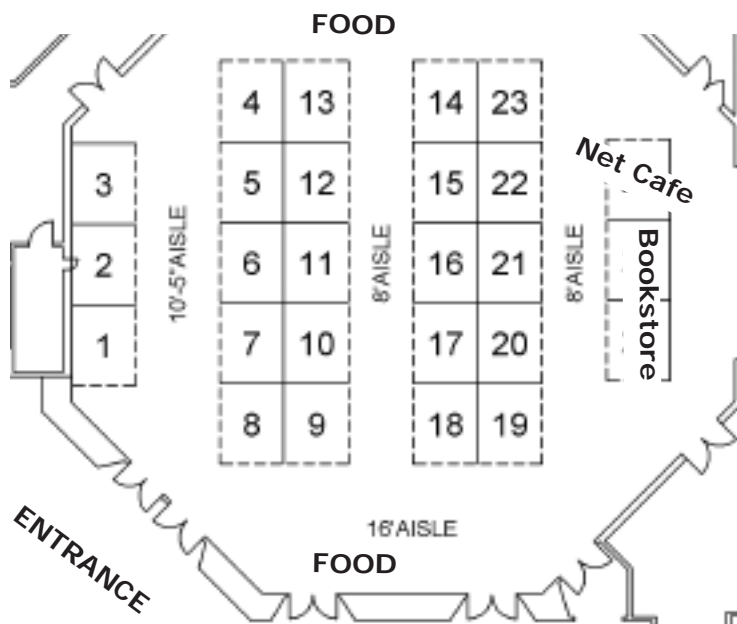 FOOD
4 13 14 23
3 5 12 15 22 Net Cafe
10'-5" AISLE
2 6 11 8' AISLE 16 21 8' AISLE Bookstore
1 7 10 17 20
8 9 18 19
16' AISLE
ENTRANCE
FOOD